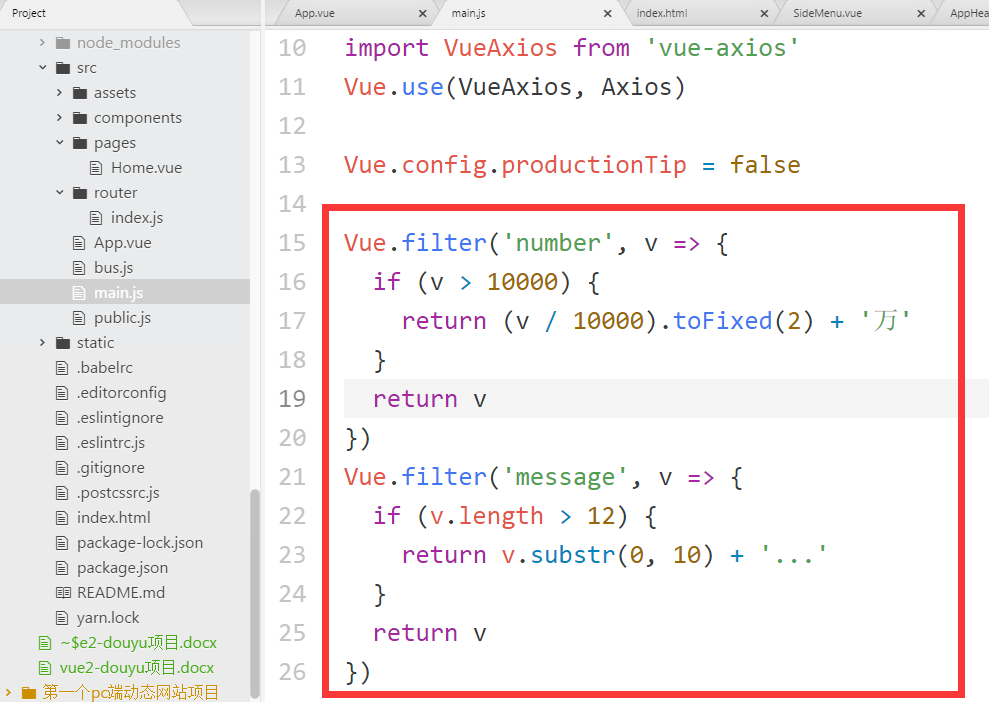 Project
node_modules
src
assets
components
pages
Home.vue
router
index.js
App.vue
bus.js
main.js
public.js
static
.babelrc
.editorconfig
.eslintignore
.eslintrc.js
.gitignore
.postcssrc.js
index.html
package-lock.json
package.json
README.md
yarn.lock
~$e2-douyu项目.docx
vue2-douyu项目.docx
第一个pc端动态网站项目
App.vue
main.js
index.html
SideMenu.vue
AppHea
10 import VueAxios from 'vue-axios'
11 Vue.use(VueAxios, Axios)
12
13 Vue.config.productionTip = false
14
15 Vue.filter('number', v => {
16 if (v > 10000) {
17 return (v / 10000).toFixed(2) + '万'
18 }
19 return v
20 })
21 Vue.filter('message', v => {
22 if (v.length > 12) {
23 return v.substr(0, 10) + '...'
24 }
25 return v
26 })